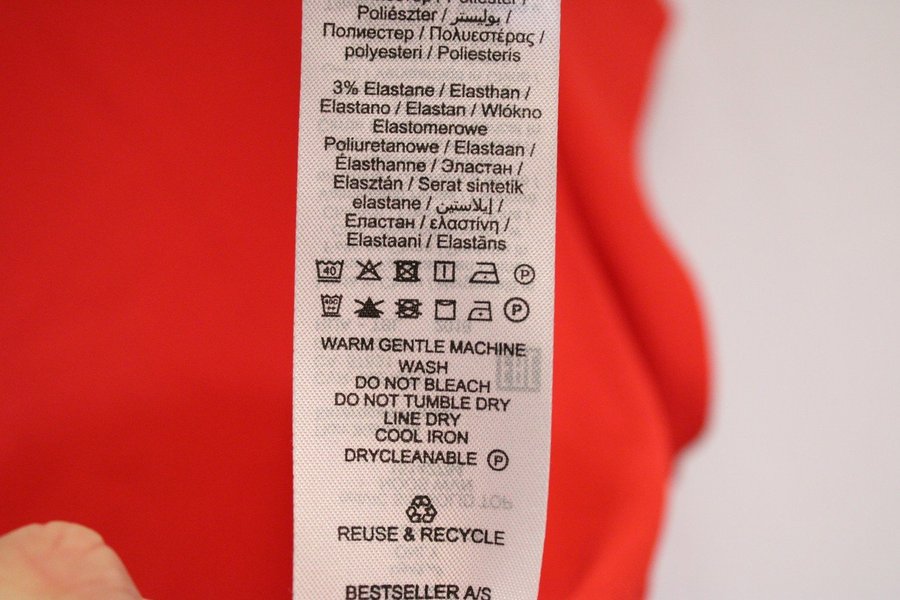 Poliészter / بوليستر /
Полиестер / Πολυεστέρας /
polyesteri / Poliesteris
3% Elastane / Elasthan /
Elastano / Elastan / Włókno
Elastomerowe
Poliuretanowe / Elastaan /
Élasthanne / Эластан /
Elasztán / Serat sintetik
elastane / إيلاستين /
Еластан / ελαστίνη /
Elastaani / Elastāns
40 P
40C P
WARM GENTLE MACHINE
WASH
DO NOT BLEACH
DO NOT TUMBLE DRY
LINE DRY
COOL IRON
DRYCLEANABLE P
REUSE & RECYCLE
BESTSELLER A/S